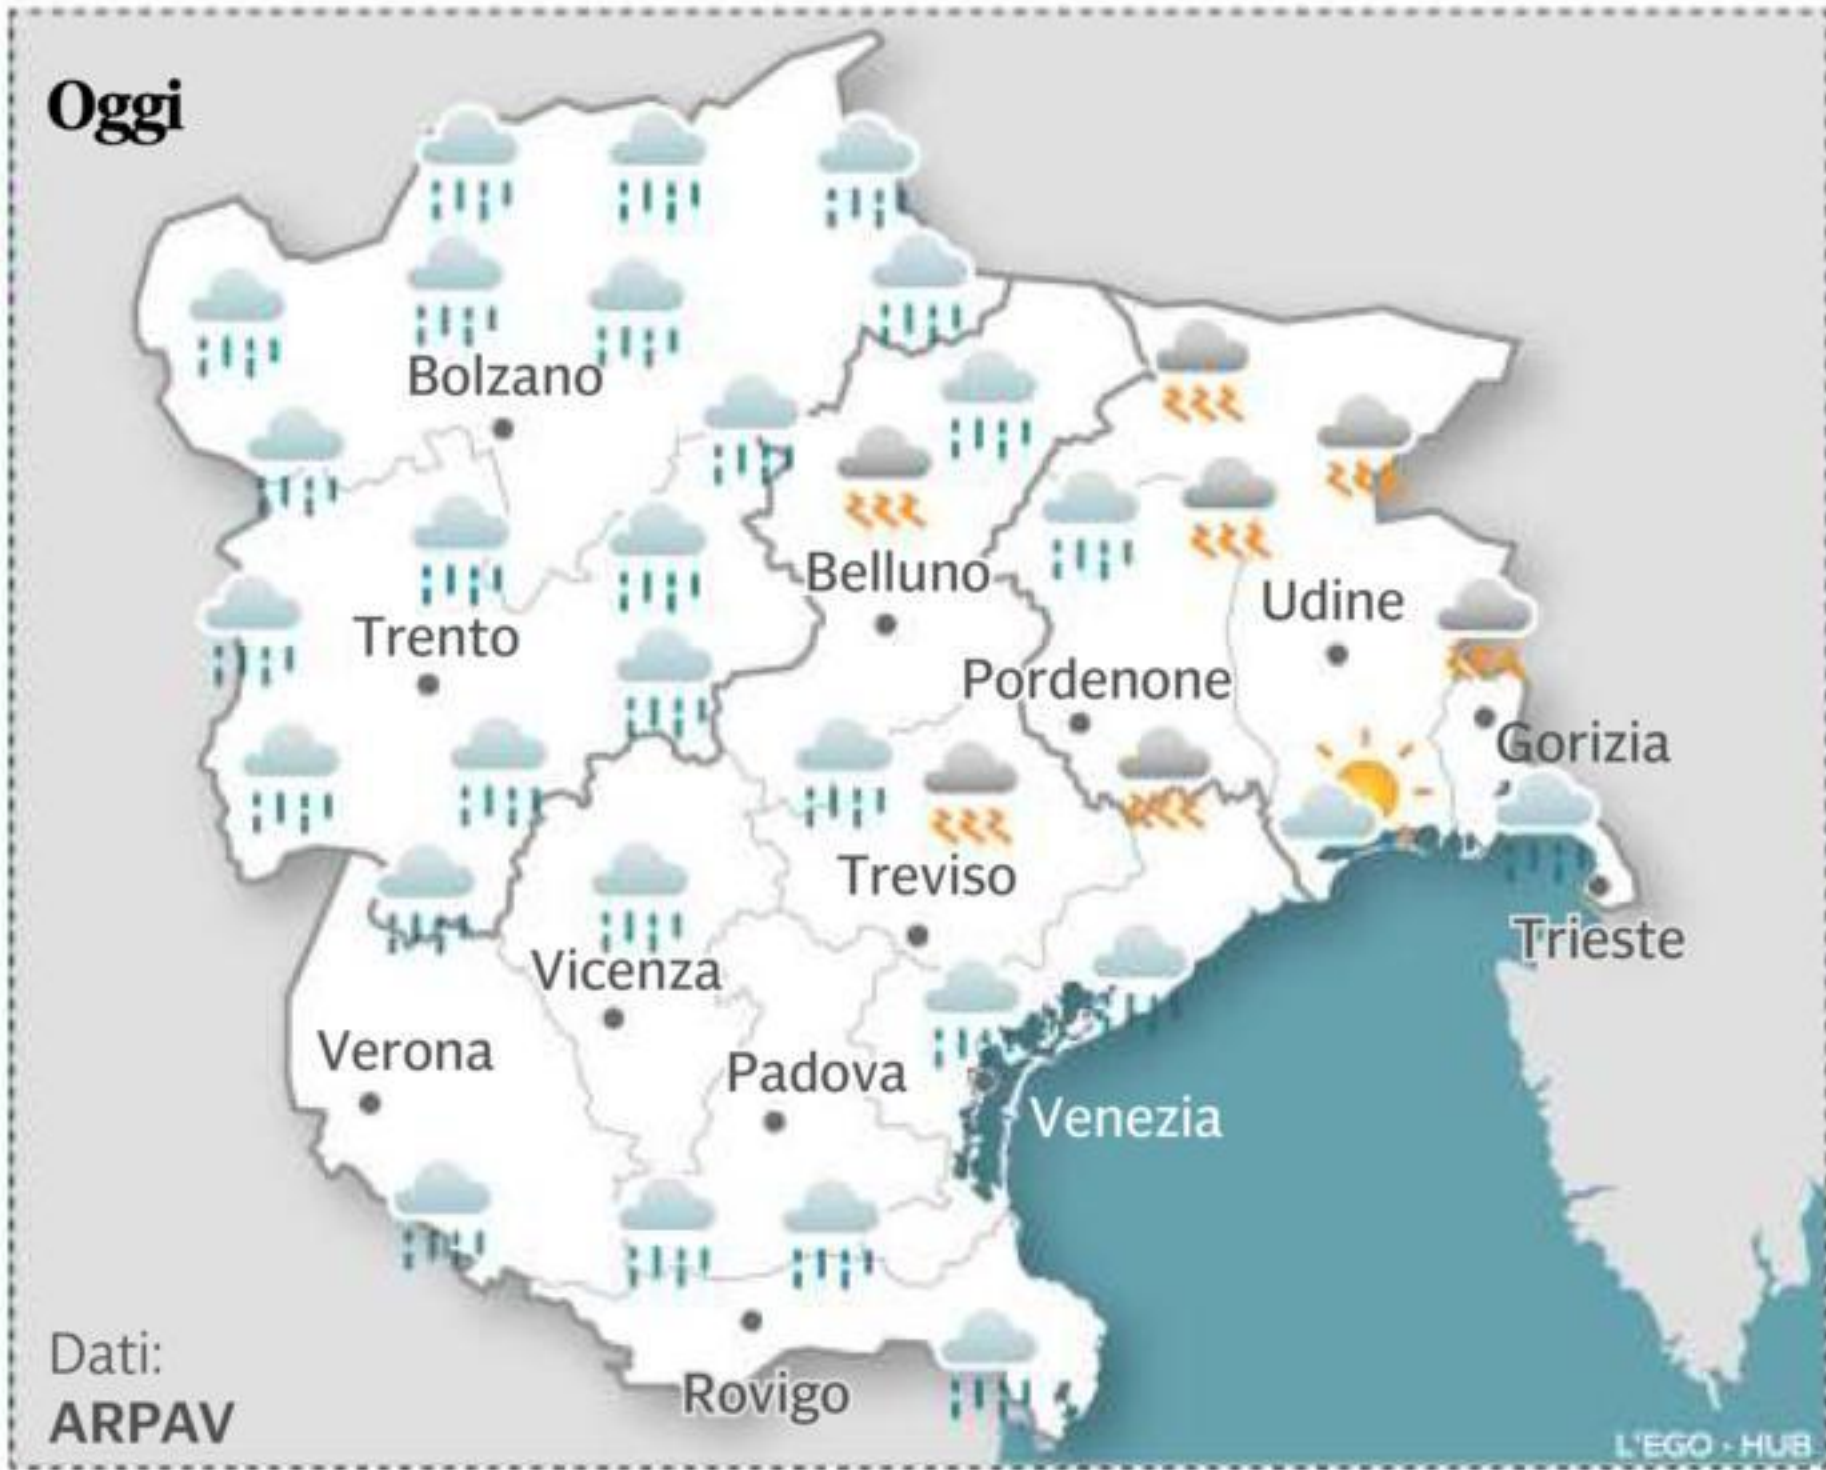 Oggi
Bolzano
Belluno
Udine
Trento
Pordenone
Gorizia
Treviso
Trieste
Vicenza
Verona
Padova
Venezia
Dati:
ARPAV
Rovigo
L'EGO - HUB